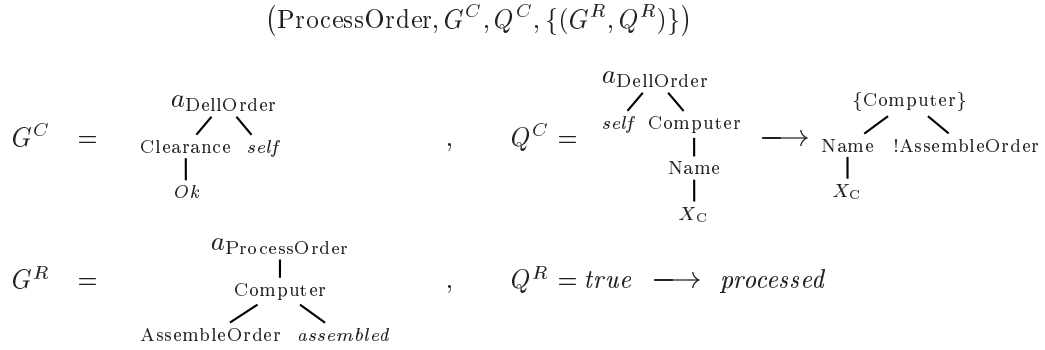 (ProcessOrder, G^C, Q^C, {(G^R, Q^R)})
a_DellOrder
Clearance self
Ok
G^C = ,
a_DellOrder
self Computer
Name
X_C
Q^C = ⟶
{Computer}
Name !AssembleOrder
X_C
a_ProcessOrder
Computer
AssembleOrder assembled
G^R = , Q^R = true ⟶ processed